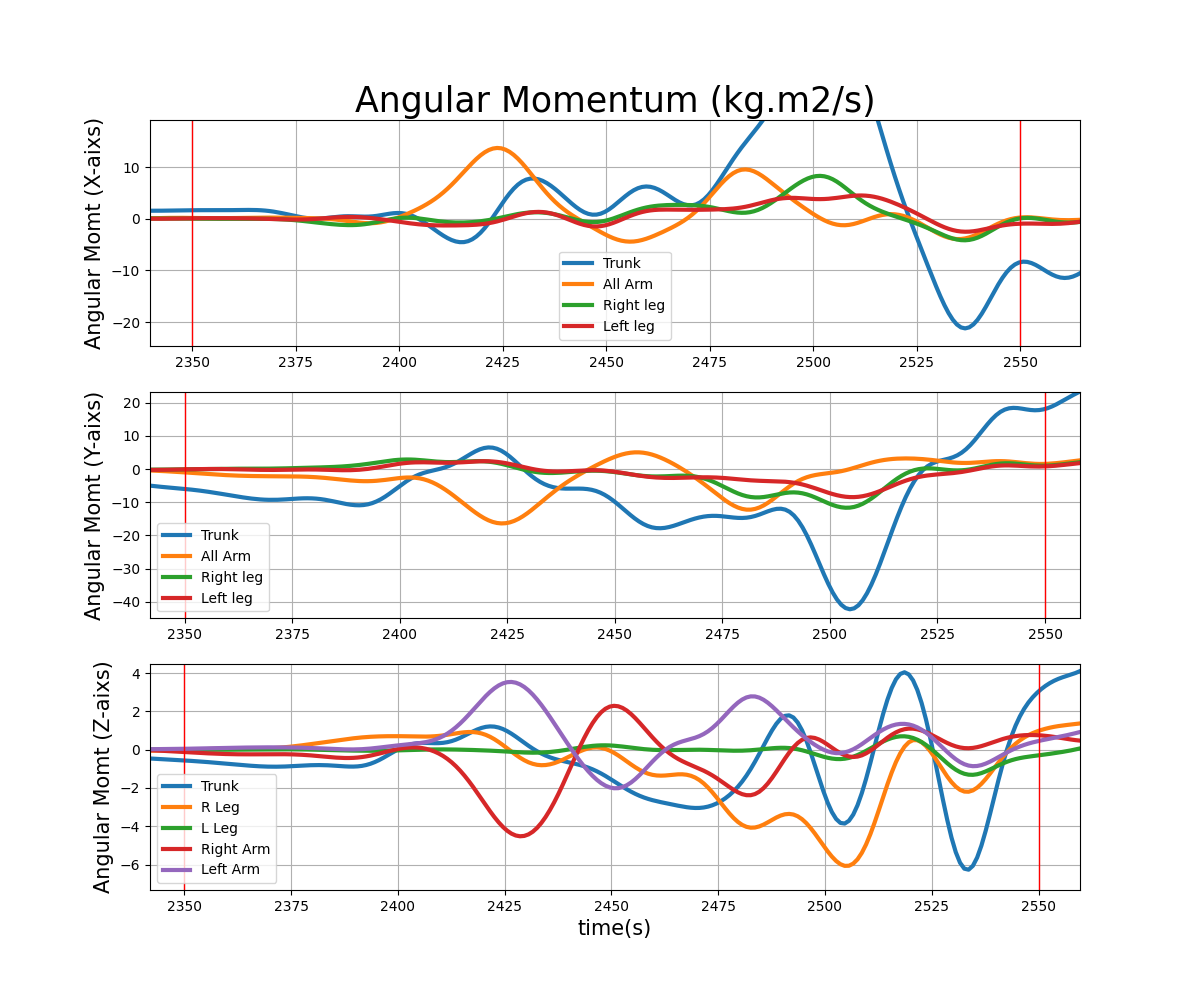 Angular Momentum (kg.m2/s)
Angular Momt (X-aixs)
10
0
−10
−20
Trunk
All Arm
Right leg
Left leg
2350 2375 2400 2425 2450 2475 2500 2525 2550
Angular Momt (Y-aixs)
20
10
0
−10
−20
−30
−40
Trunk
All Arm
Right leg
Left leg
2350 2375 2400 2425 2450 2475 2500 2525 2550
Angular Momt (Z-aixs)
4
2
0
−2
−4
−6
Trunk
R Leg
L Leg
Right Arm
Left Arm
2350 2375 2400 2425 2450 2475 2500 2525 2550
time(s)